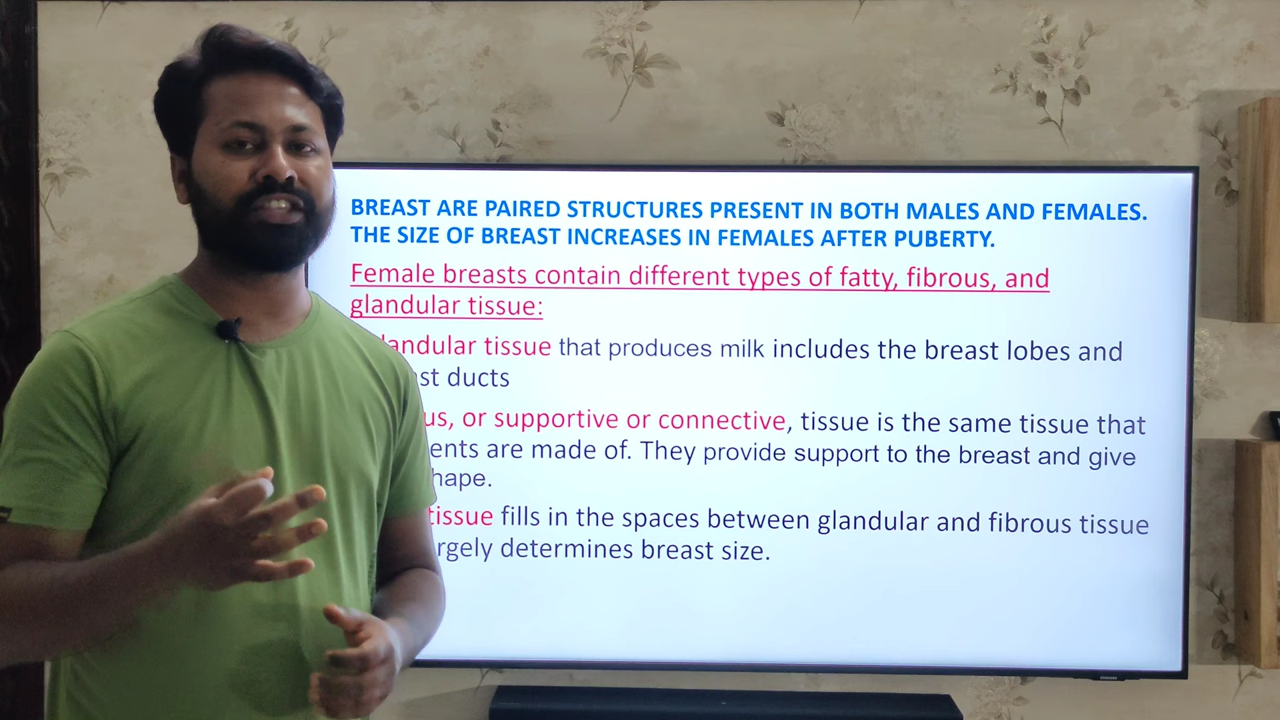 BREAST ARE PAIRED STRUCTURES PRESENT IN BOTH MALES AND FEMALES.
THE SIZE OF BREAST INCREASES IN FEMALES AFTER PUBERTY.
Female breasts contain different types of fatty, fibrous, and
glandular tissue:
landular tissue that produces milk includes the breast lobes and
st ducts
us, or supportive or connective, tissue is the same tissue that
ents are made of. They provide support to the breast and give
hape.
tissue fills in the spaces between glandular and fibrous tissue
rgely determines breast size.
SAMSUNG